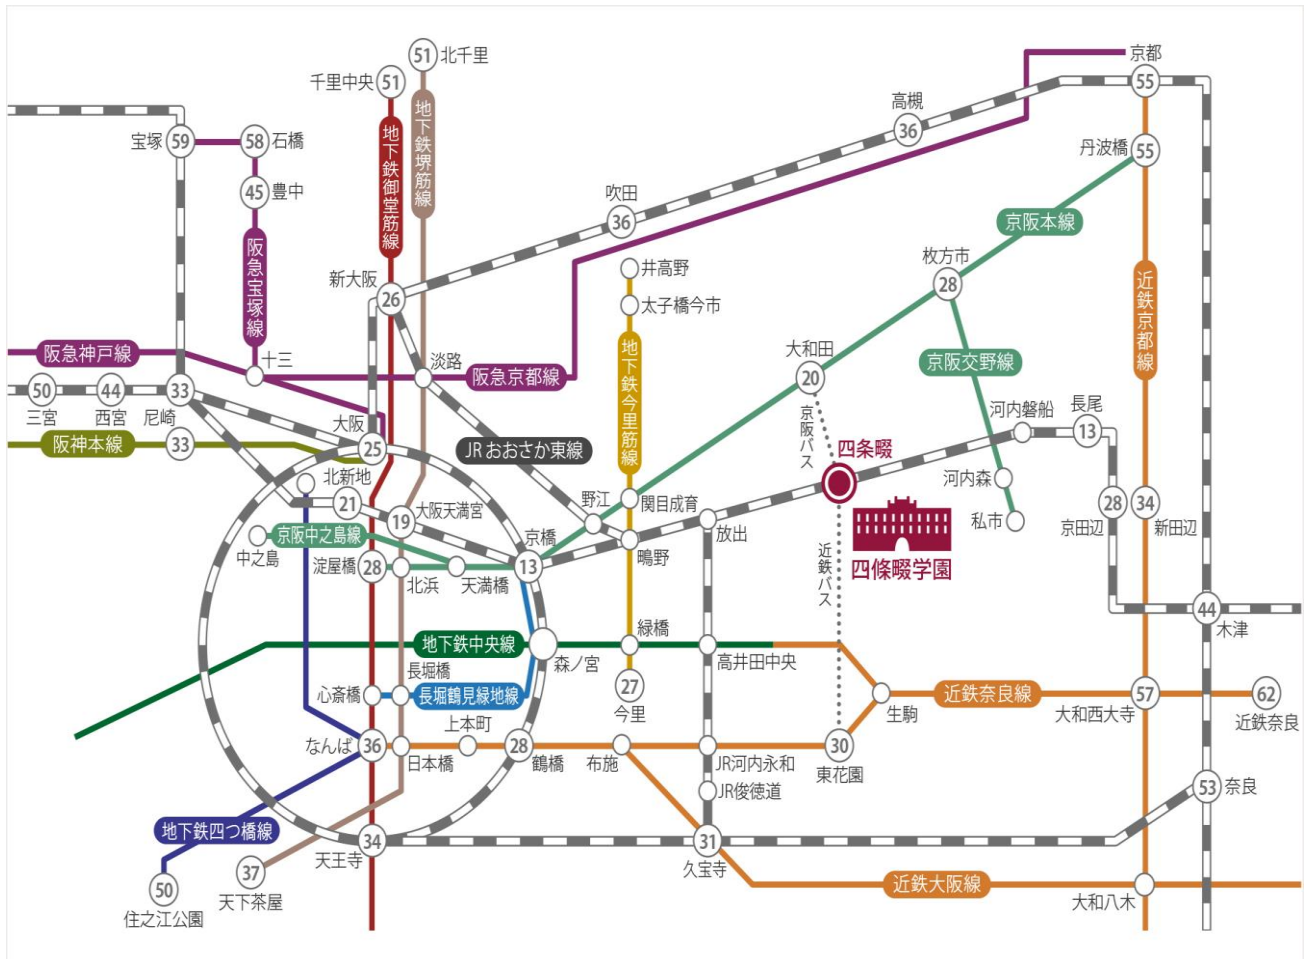 51 北千里
千里中央 51
地下鉄御堂筋線
地下鉄堺筋線
京都
55
高槻
36
宝塚 59
58 石橋
45 豊中
丹波橋 55
吹田
36
京阪本線
阪急宝塚線
新大阪
26
井高野
太子橋今市
枚方市
28
近鉄京都線
地下鉄今里筋線
阪急神戸線
十三
淡路
阪急京都線
大和田
20
京阪交野線
50
三宮
44
西宮
33
尼崎
京阪バス
河内磐船
長尾
13
大阪
25
阪神本線
33
JRおおさか東線
四条畷
北新地
21
大阪天満宮
19
野江
関目成育
河内森
私市
28
京田辺
34
新田辺
京阪中之島線
中之島
京橋
13
鴫野
放出
四條畷学園
淀屋橋 28
北浜
天満橋
近鉄バス
44
木津
地下鉄中央線
森ノ宮
緑橋
高井田中央
長堀橋
心斎橋
長堀鶴見緑地線
27
今里
生駒
近鉄奈良線
57
大和西大寺
62
近鉄奈良
なんば 36
日本橋
上本町
28
鶴橋
布施
JR河内永和
30
東花園
JR俊徳道
53 奈良
地下鉄四つ橋線
34
天王寺
31
久宝寺
37
天下茶屋
50
住之江公園
近鉄大阪線
大和八木